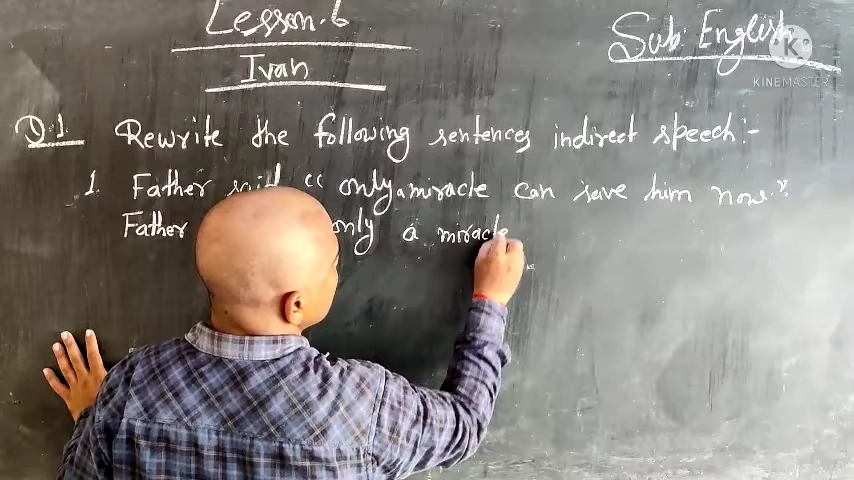 Lesson.6
Sub: English
Ivan
Q.1 Rewrite the following sentences indirect speech:-
1. Father said “ only a miracle can save him now.”
Father only a miracle
KINEMASTER